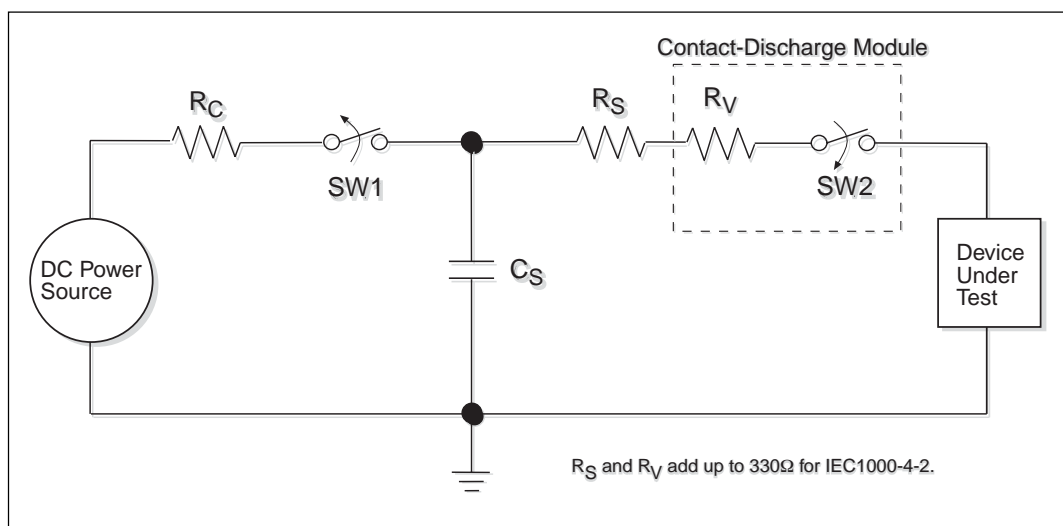 Contact-Discharge Module
RC
RS
RV
SW1
SW2
DC Power
Source
CS
Device
Under
Test
RS and RV add up to 330Ω for IEC1000-4-2.